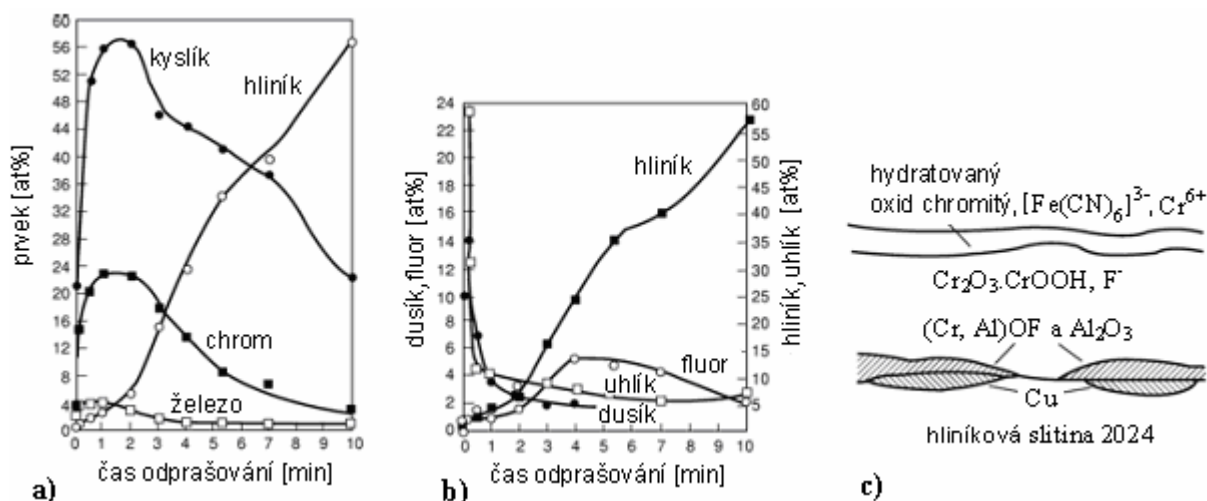 60
56
52
48
44
40
36
32
28
24
20
16
12
8
4
0
prvek [at%]
kyslík
hliník
chrom
železo
0 1 2 3 4 5 6 7 8 9 10
čas odprašování [min]
a)
24
22
20
18
16
14
12
10
8
6
4
2
0
dusík, fluor [at%]
hliník
fluor
uhlík
dusík
60
55
50
45
40
35
30
25
20
15
10
5
hliník, uhlík [at%]
0 1 2 3 4 5 6 7 8 9 10
čas odprašování [min]
b)
hydratovaný
oxid chromitý, [Fe(CN)₆]³⁻, Cr⁶⁺
Cr₂O₃.CrOOH, F⁻
(Cr, Al)OF a Al₂O₃
Cu
hliníková slitina 2024
c)